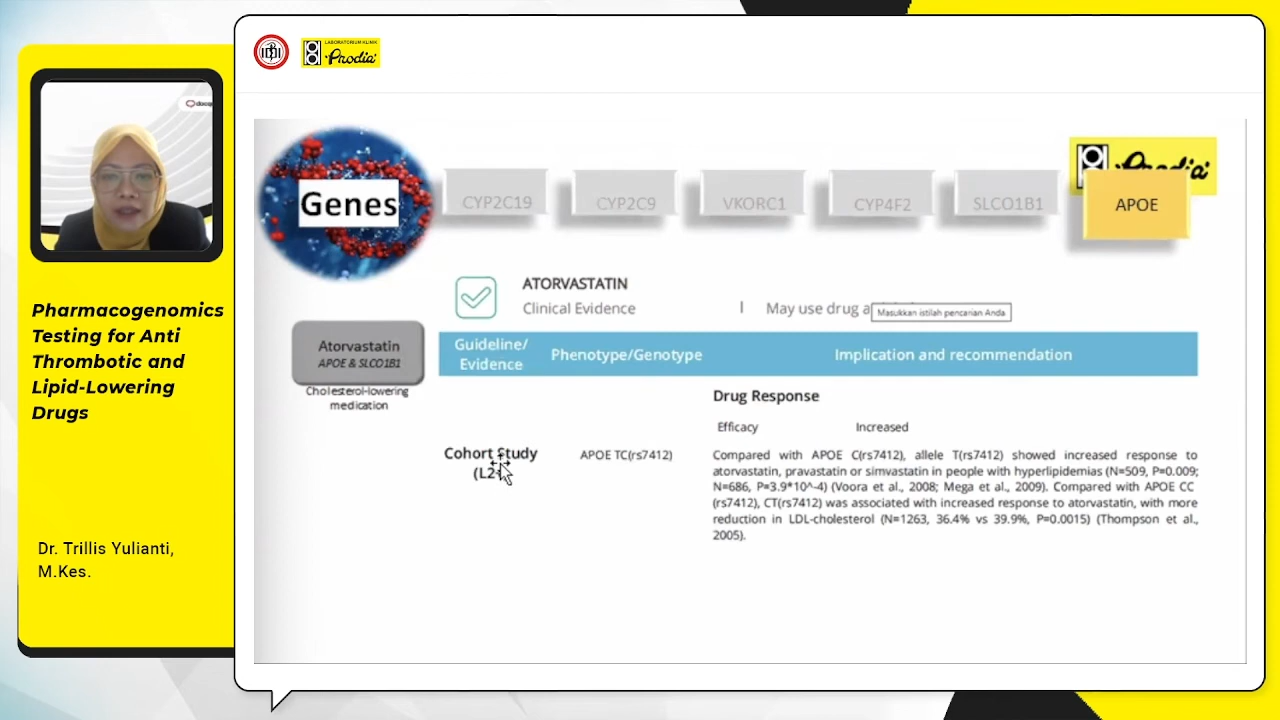 LABORATORIUM KLINIK
Prodia
Pharmacogenomics
Testing for Anti
Thrombotic and
Lipid-Lowering
Drugs
Dr. Trillis Yulianti,
M.Kes.
Genes
CYP2C19
CYP2C9
VKORC1
CYP4F2
SLCO1B1
APOE
ATORVASTATIN
Clinical Evidence
May use drug
Masukkan istilah pencarian Anda
Atorvastatin
APOE & SLCO1B1
Cholesterol-lowering
medication
Guideline/
Evidence
Phenotype/Genotype
Implication and recommendation
Cohort Study
APOE TC(rs7412)
Drug Response
Efficacy Increased
Compared with APOE C(rs7412), allele T(rs7412) showed increased response to
atorvastatin, pravastatin or simvastatin in people with hyperlipidemias (N=509, P=0.009;
N=686, P=3.9*10^-4) (Voora et al., 2008; Mega et al., 2009). Compared with APOE CC
(rs7412), CT(rs7412) was associated with increased response to atorvastatin, with more
reduction in LDL-cholesterol (N=1263, 36.4% vs 39.9%, P=0.0015) (Thompson et al.,
2005).